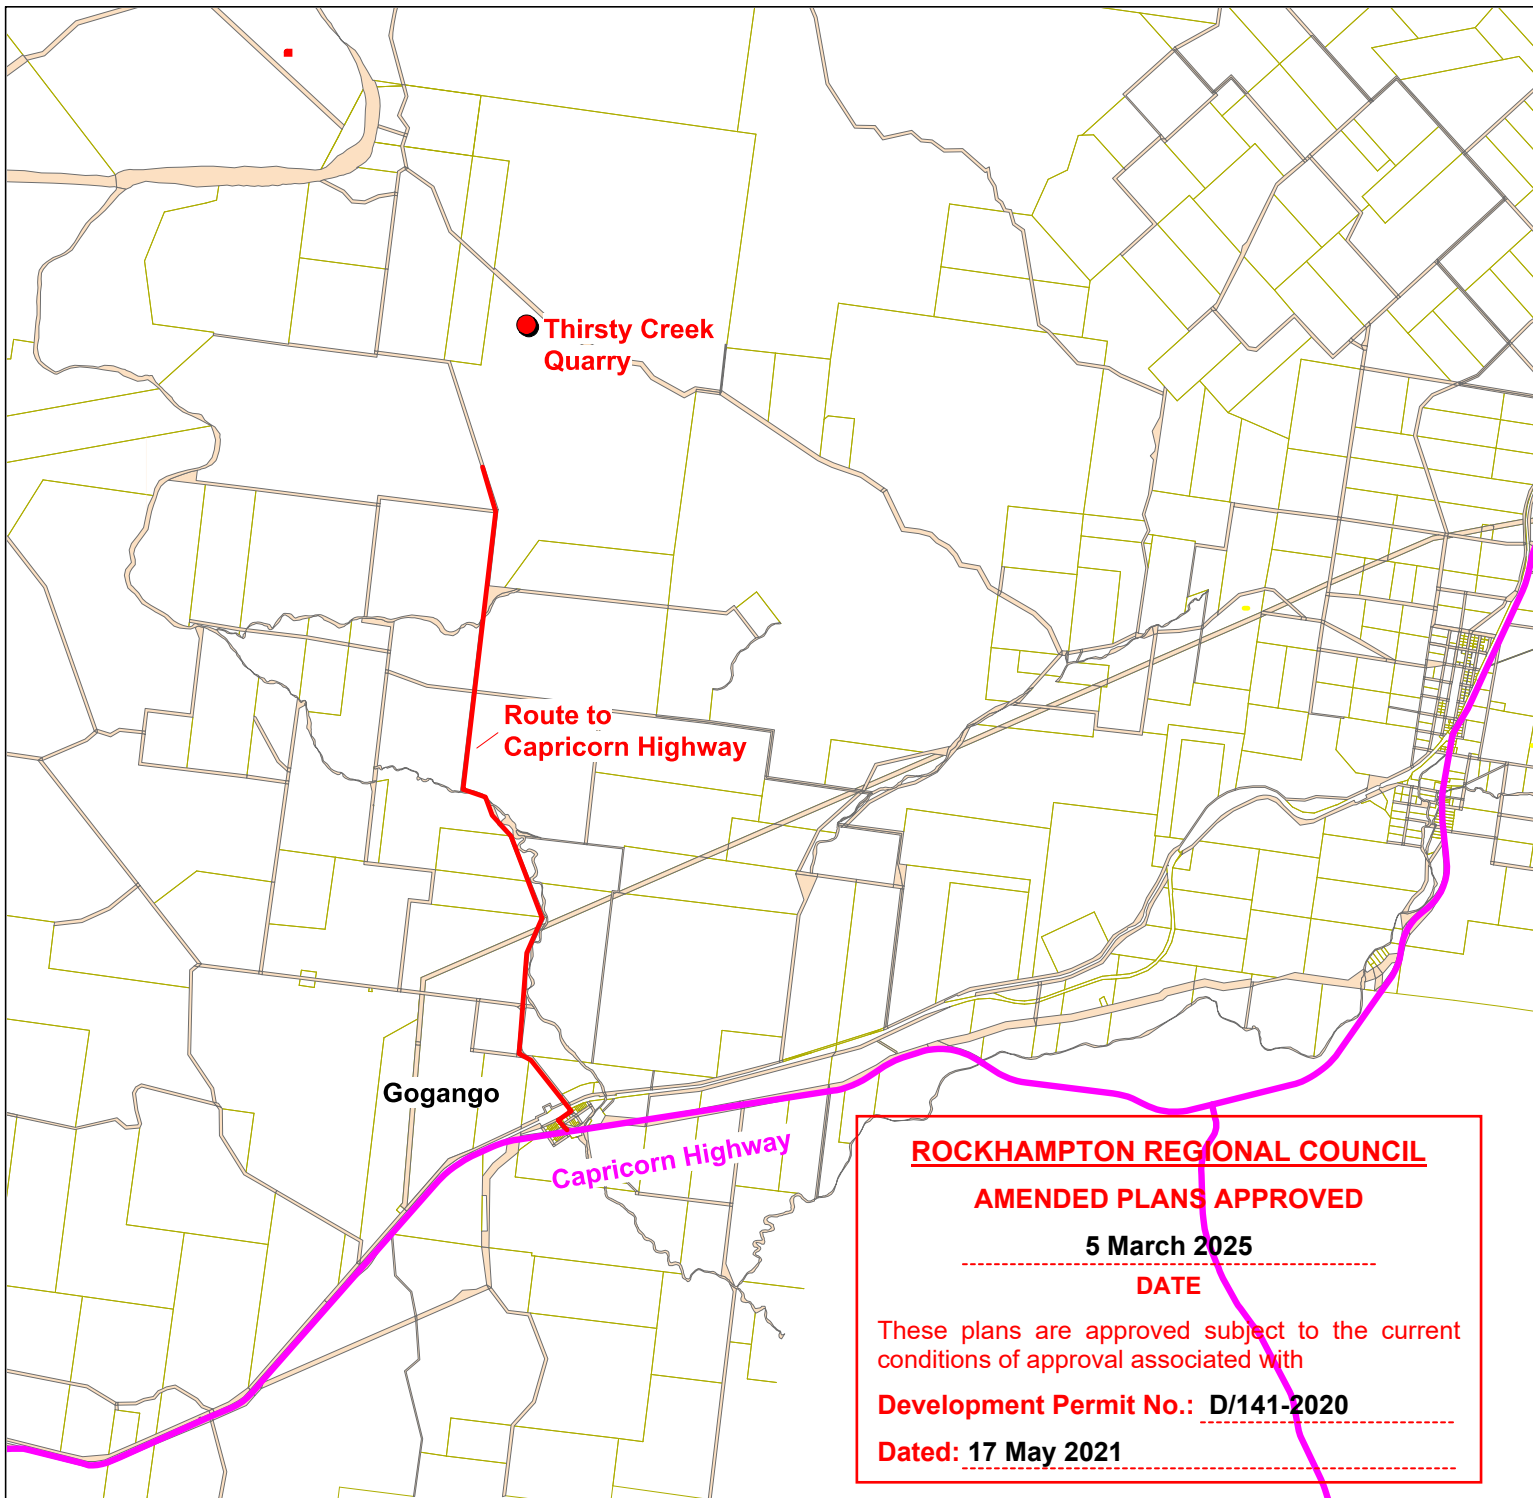 Thirsty Creek
Quarry
Route to
Capricorn Highway
Gogango
Capricorn Highway
ROCKHAMPTON REGIONAL COUNCIL
AMENDED PLANS APPROVED
5 March 2025
DATE
These plans are approved subject to the current
conditions of approval associated with
Development Permit No.: D/141-2020
Dated: 17 May 2021